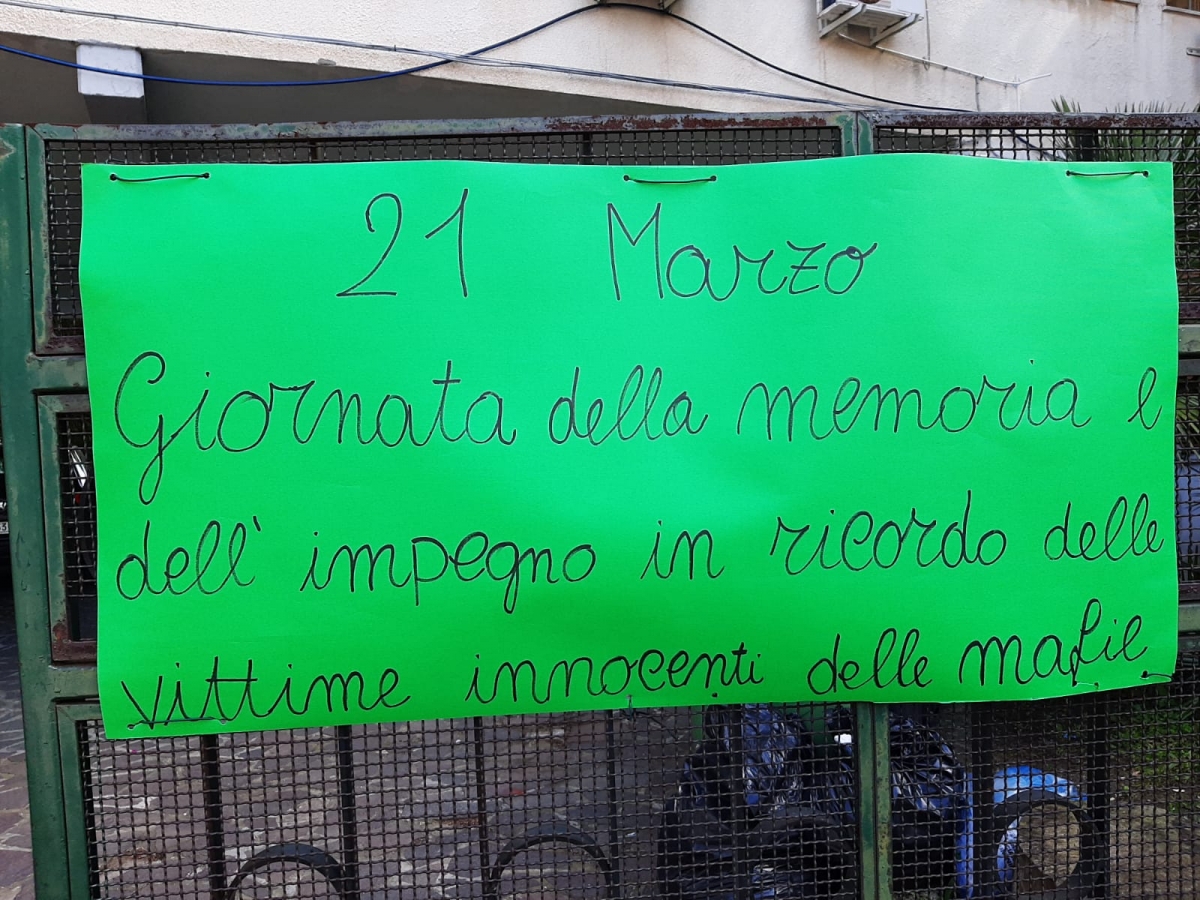 21 Marzo
Giornata della memoria e
dell'impegno in ricordo delle
vittime innocenti delle mafie